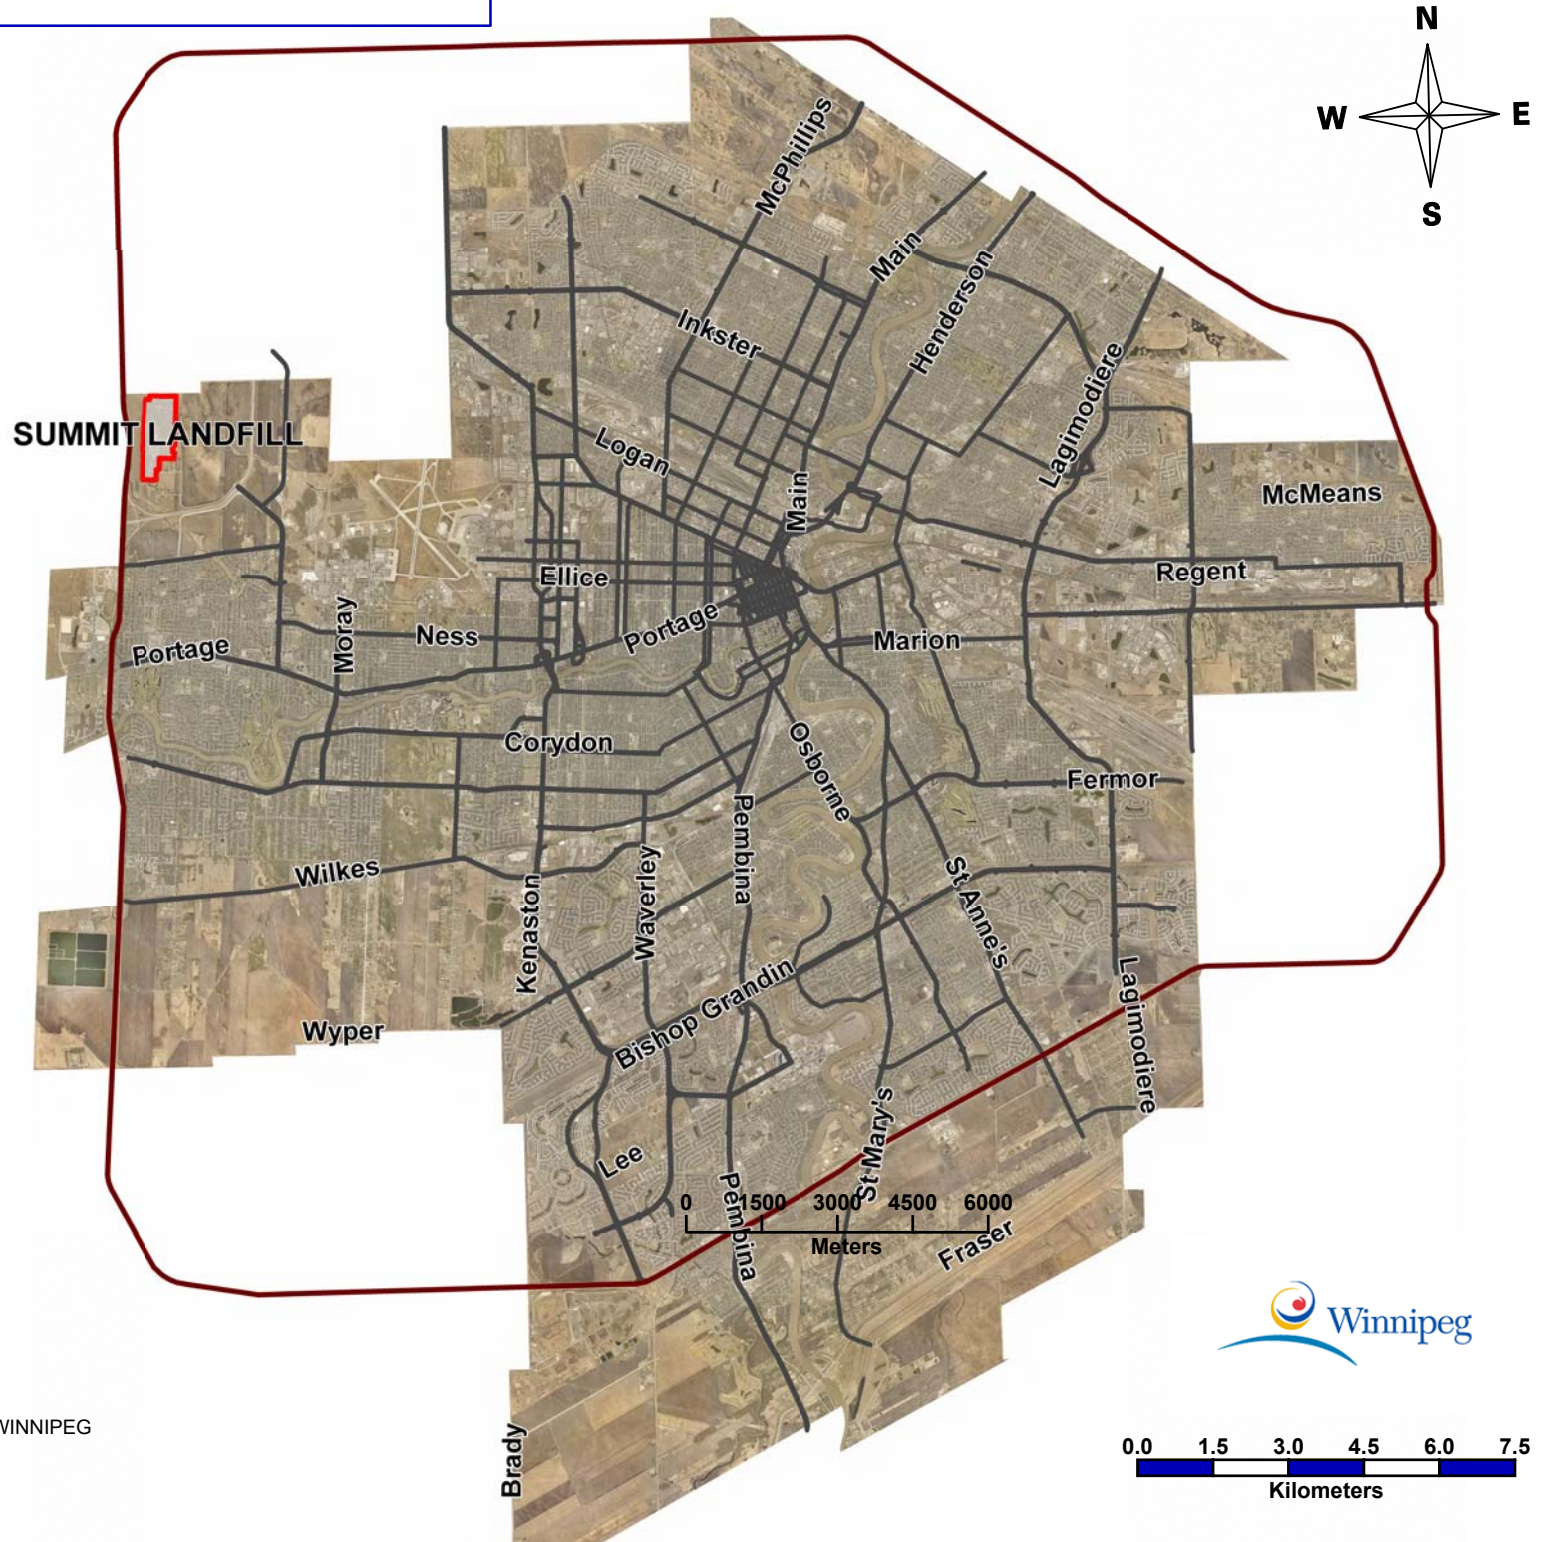 N
W
E
S
McPhillips
Main
Henderson
Inkster
Lagimodiere
SUMMIT LANDFILL
Logan
Main
McMeans
Ellice
Regent
Portage
Moray
Ness
Portage
Marion
Corydon
Osborne
Fermor
Pembina
Wilkes
Waverley
St Anne's
Kenaston
Bishop Grandin
Lagimodiere
Wyper
St Mary's
Lee
Pembina
0 1500 3000 4500 6000
Meters
Fraser
Winnipeg
WINNIPEG
Brady
0.0 1.5 3.0 4.5 6.0 7.5
Kilometers